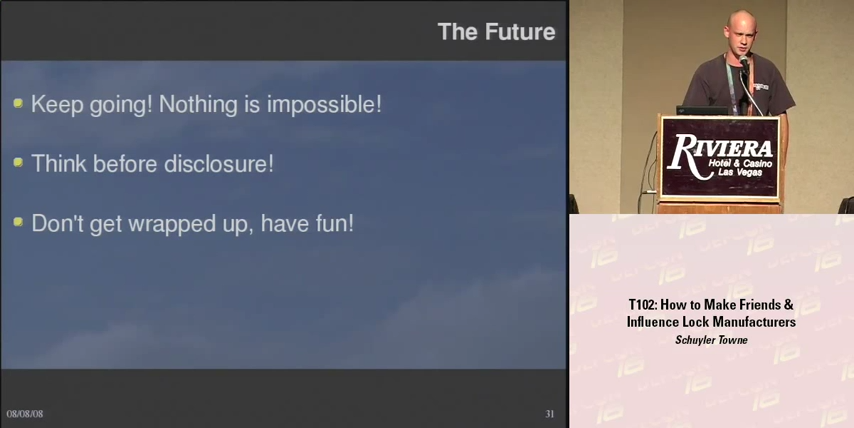 The Future
Keep going! Nothing is impossible!
Think before disclosure!
Don't get wrapped up, have fun!
08/08/08
31
RIVIERA
Hotel & Casino
Las Vegas
T102: How to Make Friends &
Influence Lock Manufacturers
Schuyler Towne